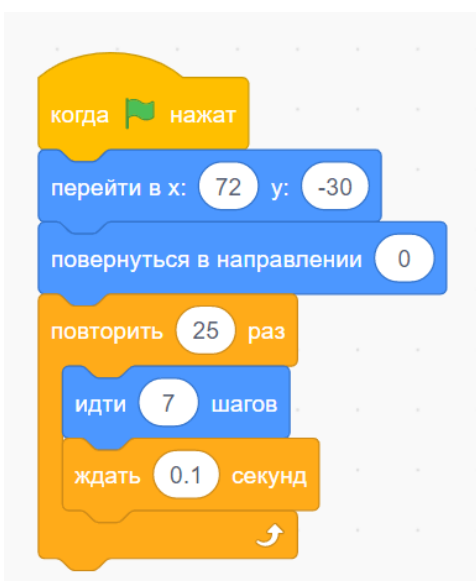 когда нажат
перейти в x: 72 y: -30
повернуться в направлении 0
повторить 25 раз
идти 7 шагов
ждать 0.1 секунд